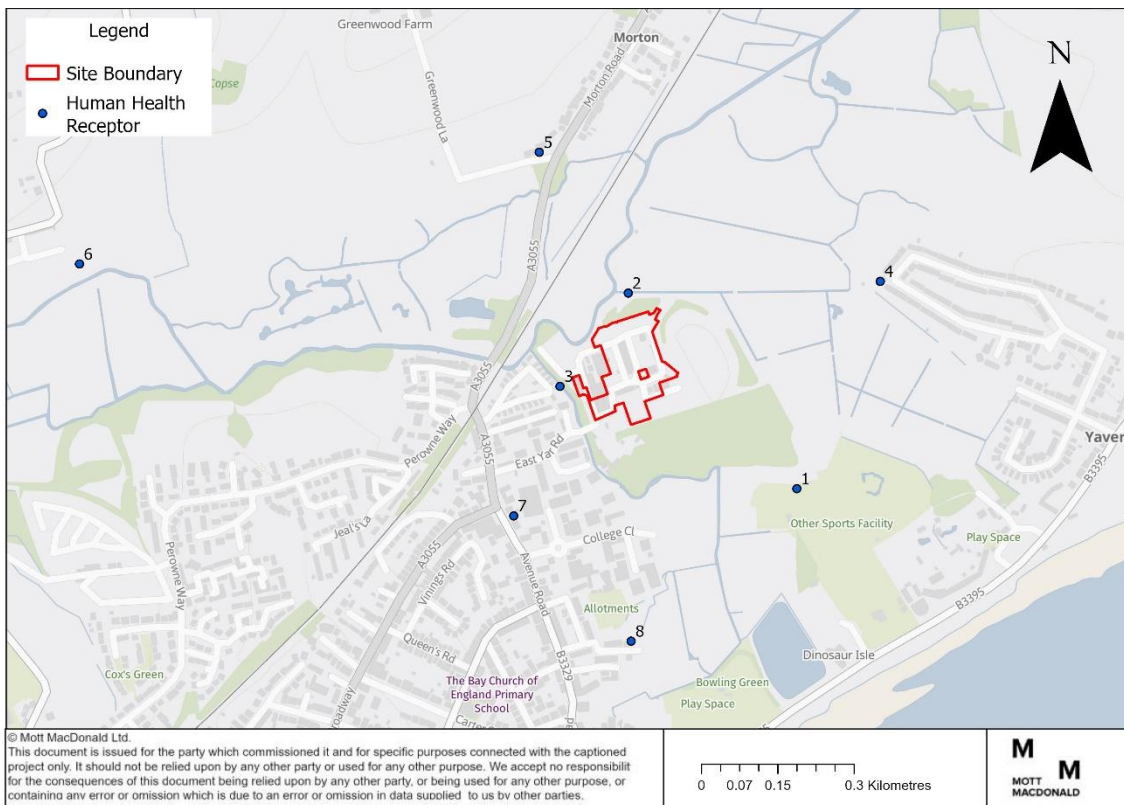 Legend
Site Boundary
Human Health
Receptor
Greenwood Farm
Morton
Morton Road
Copse
Greenwood La
N
5
A3055
6
2
4
3
A3055
Perowne Way
A3055
East Yar Rd
Yaver
B3395
1
Other Sports Facility
Play Space
7
Jeal's La
College Cl
Perowne Way
A3055
Vinings Rd
Avenue Road
B3395
Allotments
8
Queen's Rd
Dinosaur Isle
Cox's Green
The Bay Church of
England Primary
School
B3329
Bowling Green
Play Space
roadway
Carter
© Mott MacDonald Ltd.
This document is issued for the party which commissioned it and for specific purposes connected with the captioned
project only. It should not be relied upon by any other party or used for any other purpose. We accept no responsibilit
for the consequences of this document being relied upon by any other party, or being used for any other purpose, or
containing any error or omission which is due to an error or omission in data supplied to us by other parties.
0 0.07 0.15 0.3 Kilometres
M
M
MOTT
MACDONALD